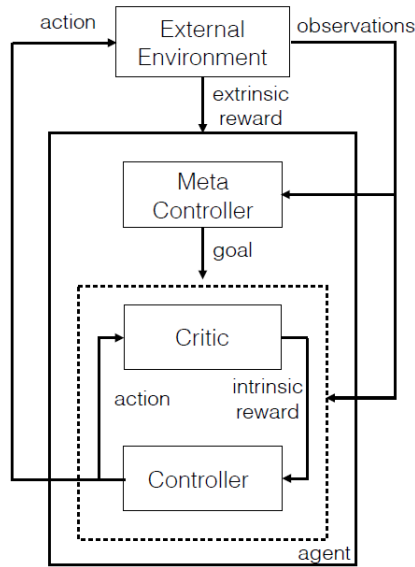 action
External
Environment
observations
extrinsic
reward
Meta
Controller
goal
Critic
action
intrinsic
reward
Controller
agent